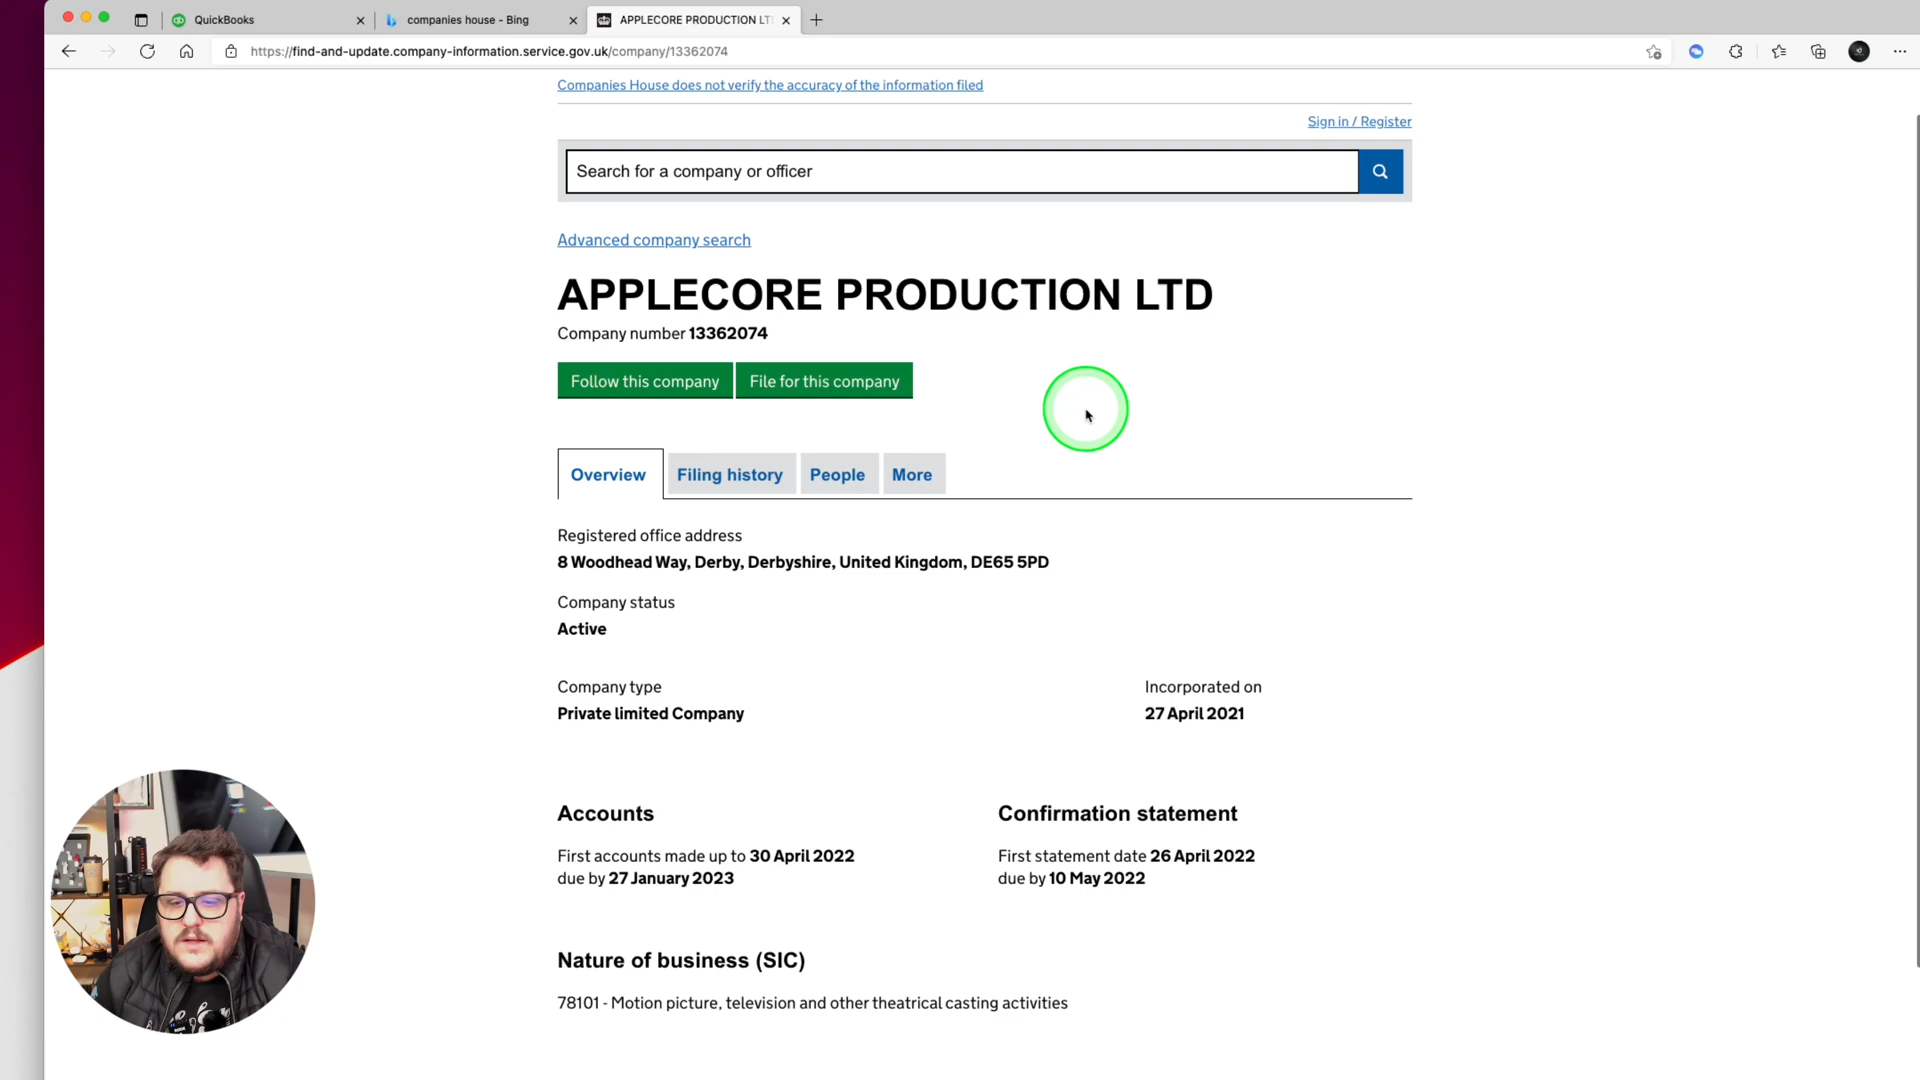 QuickBooks
companies house - Bing
APPLECORE PRODUCTION LT
https://find-and-update.company-information.service.gov.uk/company/13362074
Companies House does not verify the accuracy of the information filed
Sign in / Register
Search for a company or officer
Advanced company search
APPLECORE PRODUCTION LTD
Company number 13362074
Follow this company
File for this company
Overview
Filing history
People
More
Registered office address
8 Woodhead Way, Derby, Derbyshire, United Kingdom, DE65 5PD
Company status
Active
Company type
Incorporated on
Private limited Company
27 April 2021
Accounts
Confirmation statement
First accounts made up to 30 April 2022
First statement date 26 April 2022
due by 27 January 2023
due by 10 May 2022
Nature of business (SIC)
78101 - Motion picture, television and other theatrical casting activities